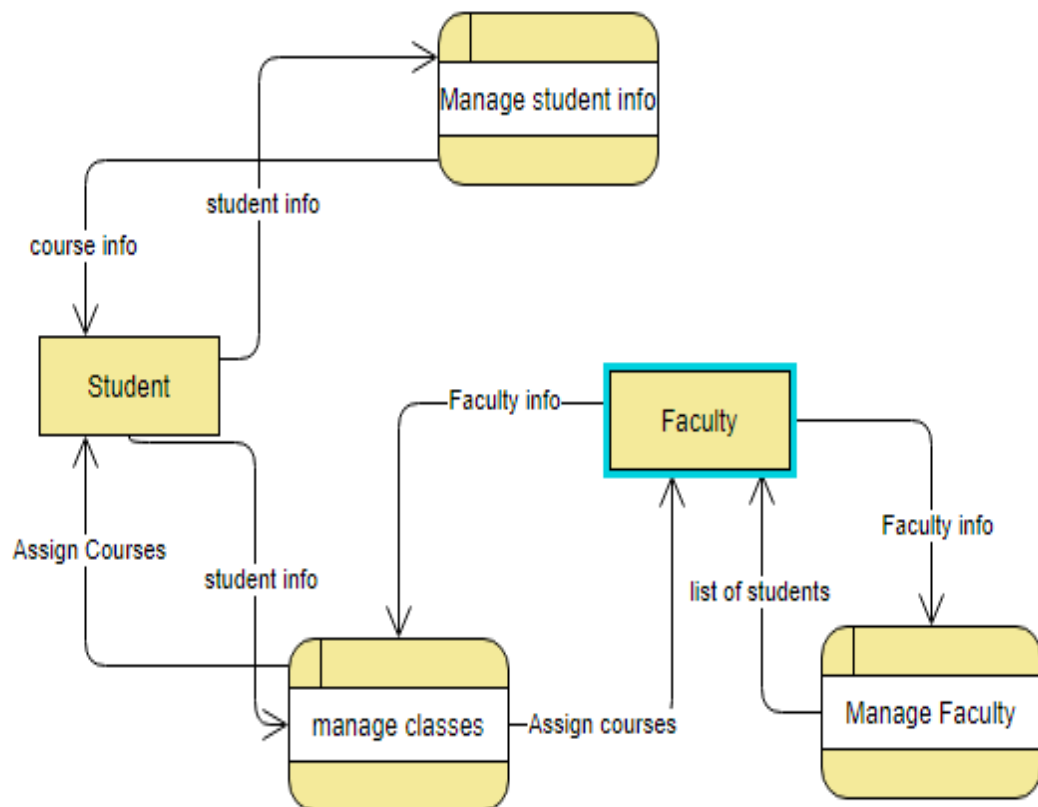 Manage student info
student info
course info
Student
Faculty info
Faculty
Faculty info
Assign Courses
student info
list of students
manage classes
Assign courses
Manage Faculty